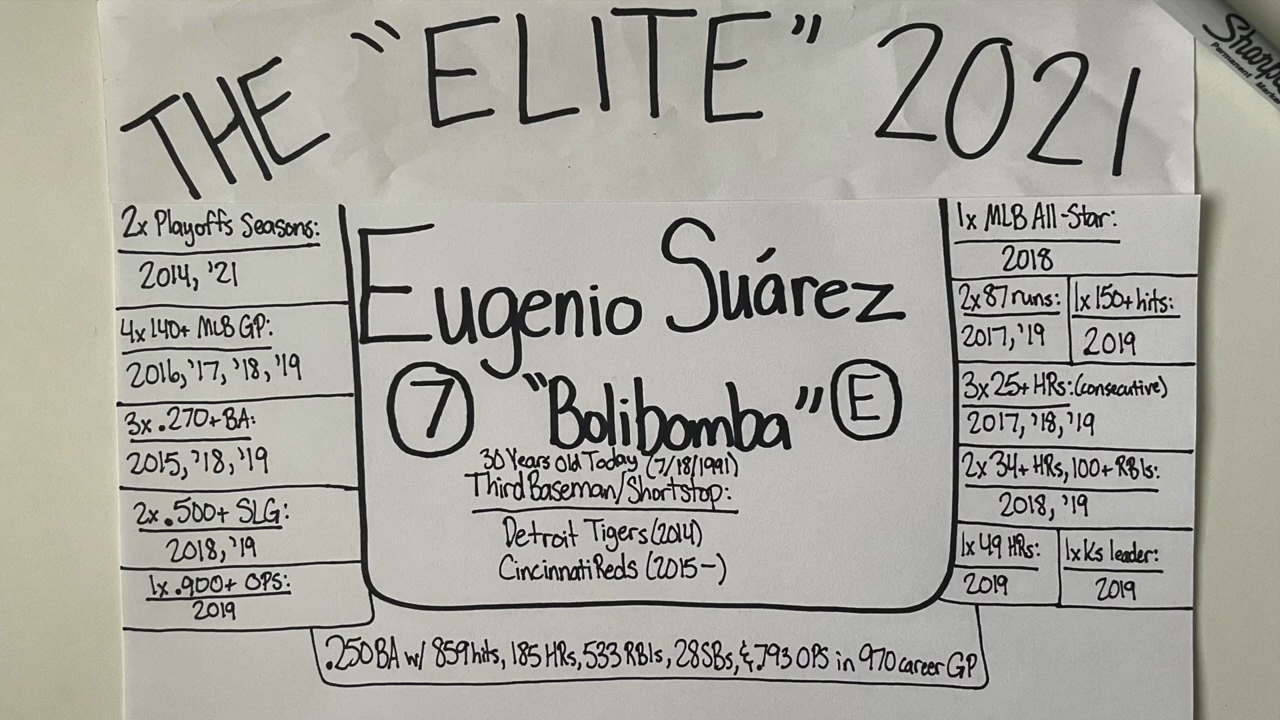 THE "ELITE" 2021
Sharpie
Permanent Marker
2x Playoffs Seasons:
2014, '21
4x 140+ MLB GP:
2016, '17, '18, '19
3x .270+ BA:
2015, '18, '19
2x .500+ SLG:
2018, '19
1x .900+ OPS:
2019
Eugenio Suárez
7 "Bolibomba" E
30 Years Old Today (7/18/1991)
Third Baseman/Shortstop:
Detroit Tigers (2014)
Cincinnati Reds (2015-)
1x MLB All-Star:
2018
2x 87 runs:
2017, '19
1x 150+ hits:
2019
3x 25+ HRs: (consecutive)
2017, '18, '19
2x 34+ HRs, 100+ RBIs:
2018, '19
1x 49 HRs:
2019
1x Ks leader:
2019
.250 BA w/ 859 hits, 185 HRs, 533 RBIs, 28 SBs, & .793 OPS in 970 career GP